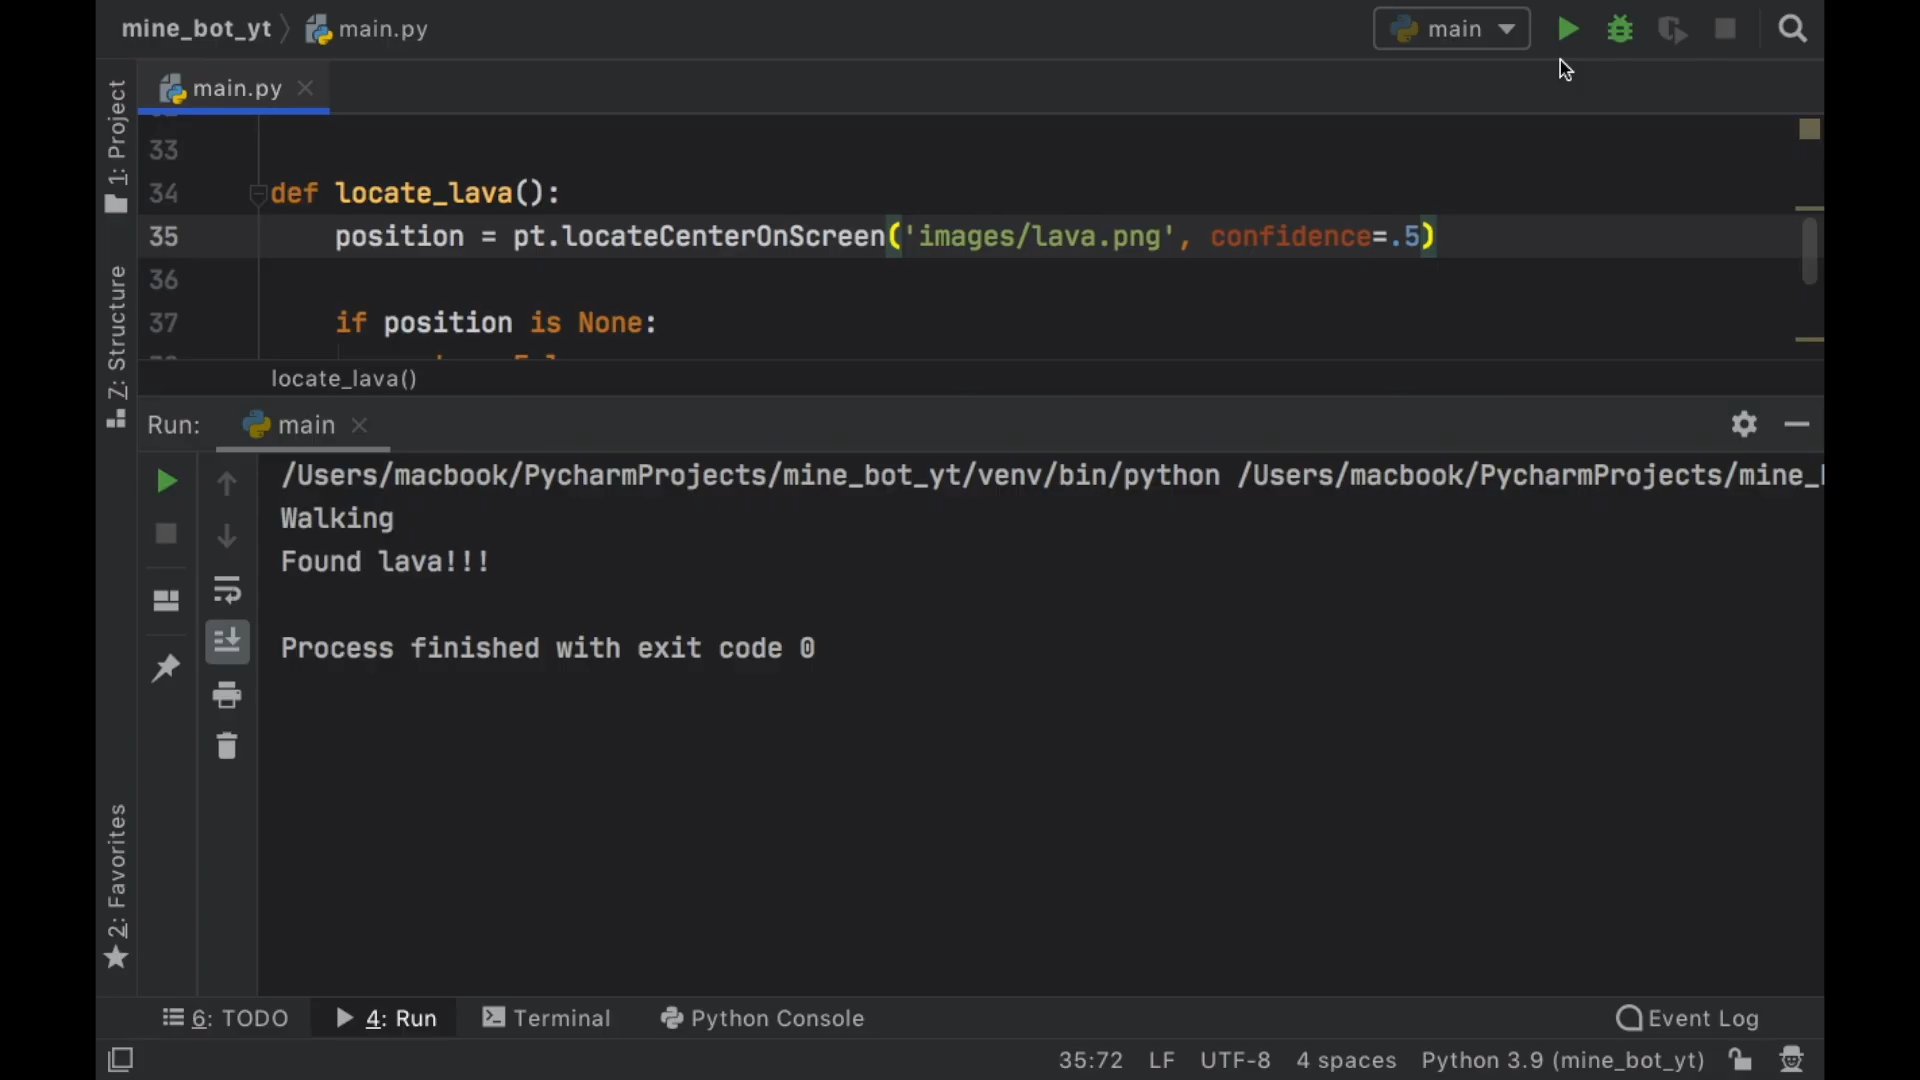 mine_bot_yt
main.py
main
main.py
1: Project
33
34
def locate_lava():
35
position = pt.locateCenterOnScreen('images/lava.png', confidence=.5)
36
37
if position is None:
7: Structure
locate_lava()
Run:
main
/Users/macbook/PycharmProjects/mine_bot_yt/venv/bin/python /Users/macbook/PycharmProjects/mine_
Walking
Found lava!!!
Process finished with exit code 0
2: Favorites
6: TODO
4: Run
Terminal
Python Console
Event Log
35:72 LF UTF-8 4 spaces Python 3.9 (mine_bot_yt)